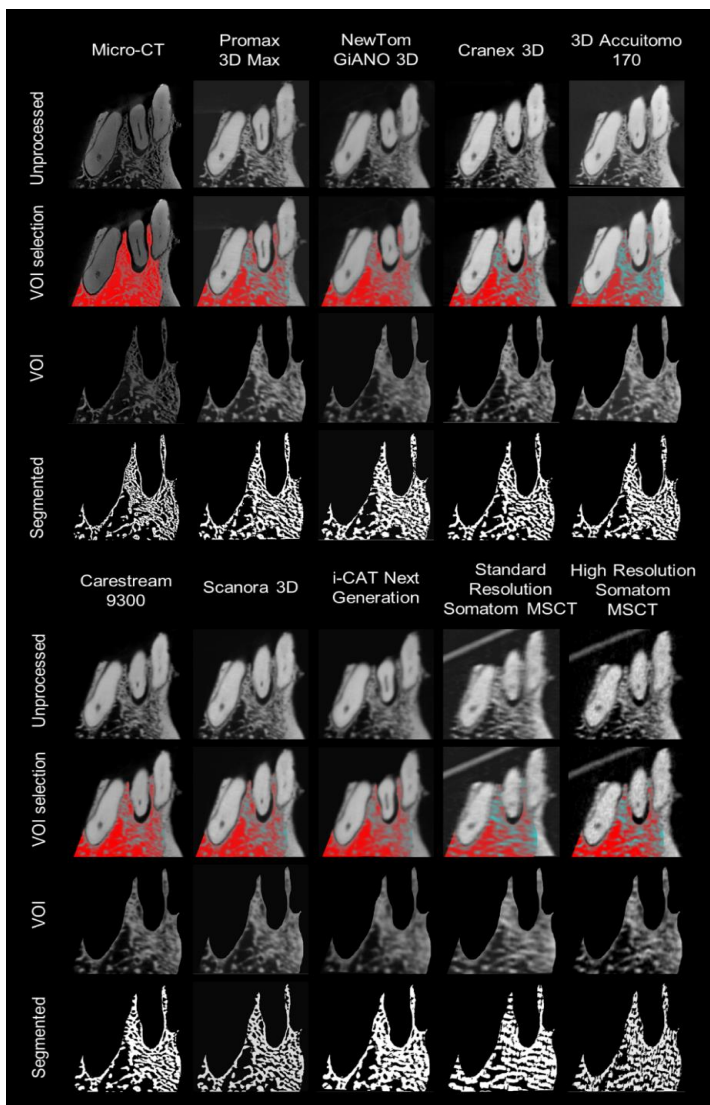 Micro-CT
Promax
3D Max
NewTom
GiANO 3D
Cranex 3D
3D Accuitomo
170
Unprocessed
VOI selection
VOI
Segmented
Carestream
9300
Scanora 3D
i-CAT Next
Generation
Standard
Resolution
Somatom MSCT
High Resolution
Somatom
MSCT
Unprocessed
VOI selection
VOI
Segmented